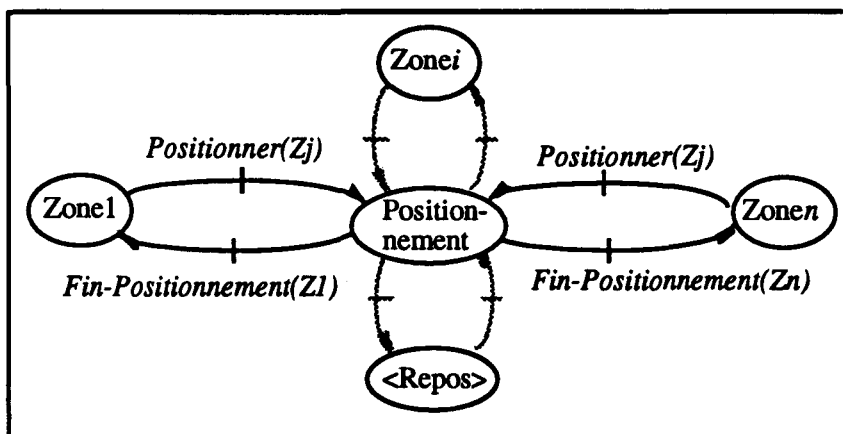 Zonei
Positionner(Zj)
Positionner(Zj)
Zone1
Position-
nement
Zonen
Fin-Positionnement(Z1)
Fin-Positionnement(Zn)
<Repos>